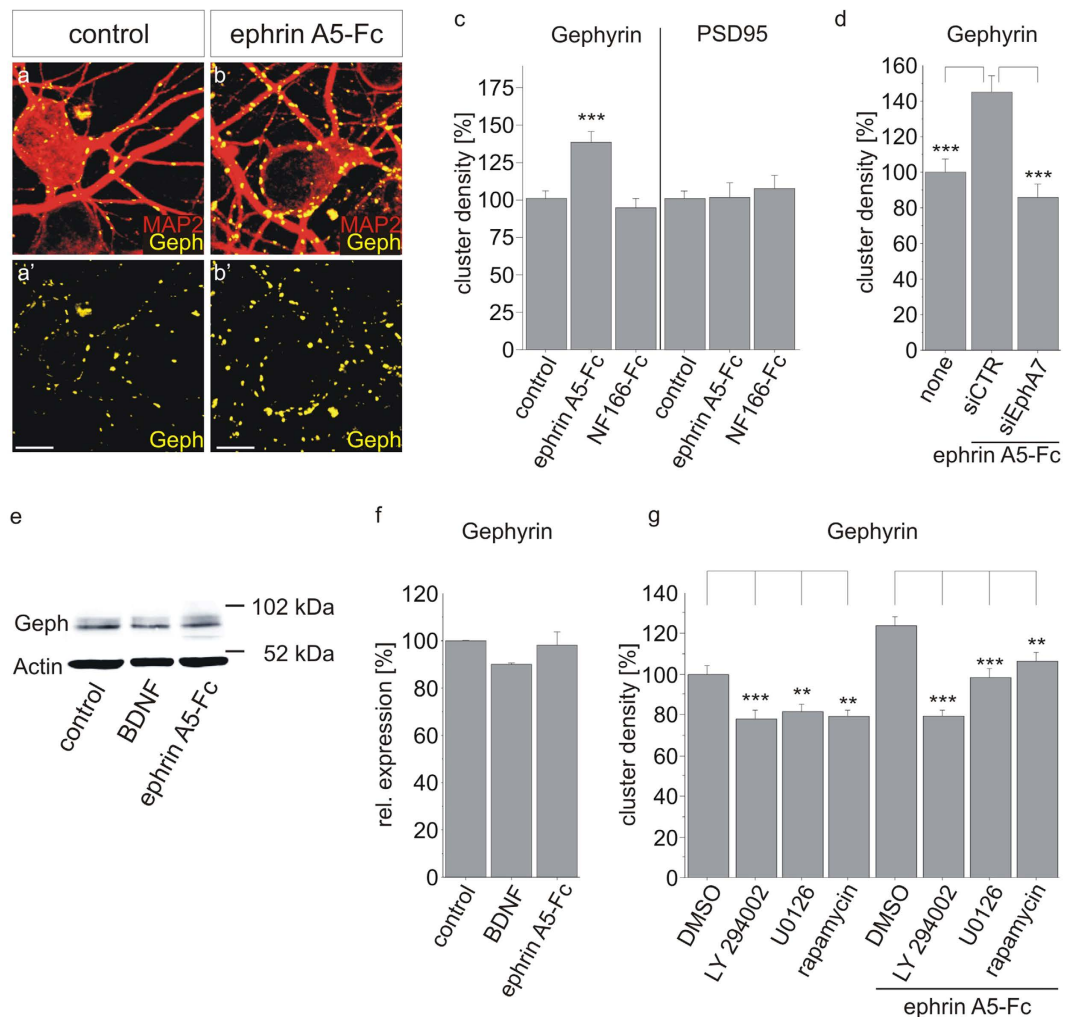 control
ephrin A5-Fc
a
MAP2
Geph
b
MAP2
Geph
a'
Geph
b'
Geph
c
Gephyrin
PSD95
cluster density [%]
175
150
125
100
75
50
25
0
***
control
ephrin A5-Fc
NF166-Fc
control
ephrin A5-Fc
NF166-Fc
d
Gephyrin
cluster density [%]
160
140
120
100
80
60
40
20
0
***
***
none
siCTR
siEphA7
ephrin A5-Fc
e
Geph
Actin
102 kDa
52 kDa
control
BDNF
ephrin A5-Fc
f
Gephyrin
rel. expression [%]
120
100
80
60
40
20
0
control
BDNF
ephrin A5-Fc
g
Gephyrin
cluster density [%]
140
120
100
80
60
40
20
0
***
**
**
***
***
**
DMSO
LY 294002
U0126
rapamycin
DMSO
LY 294002
U0126
rapamycin
ephrin A5-Fc